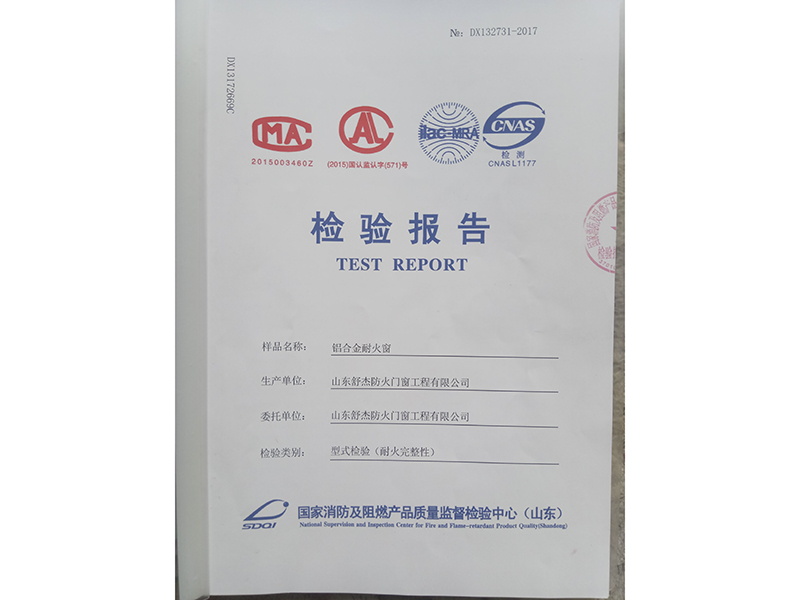 №: DX132731-2017
DX13172669C
MA
2015003460Z
CAL
(2015)国认监认字(571)号
ilac-MRA
CNAS
检 测
CNASL1177
检验报告
TEST REPORT
样品名称: 铝合金耐火窗
生产单位: 山东舒杰防火门窗工程有限公司
委托单位: 山东舒杰防火门窗工程有限公司
检验类别: 型式检验（耐火完整性）
SDQI
国家消防及阻燃产品质量监督检验中心（山东）
National Supervision and Inspection Center for Fire and Flame-retardant Product Quality(Shandong)